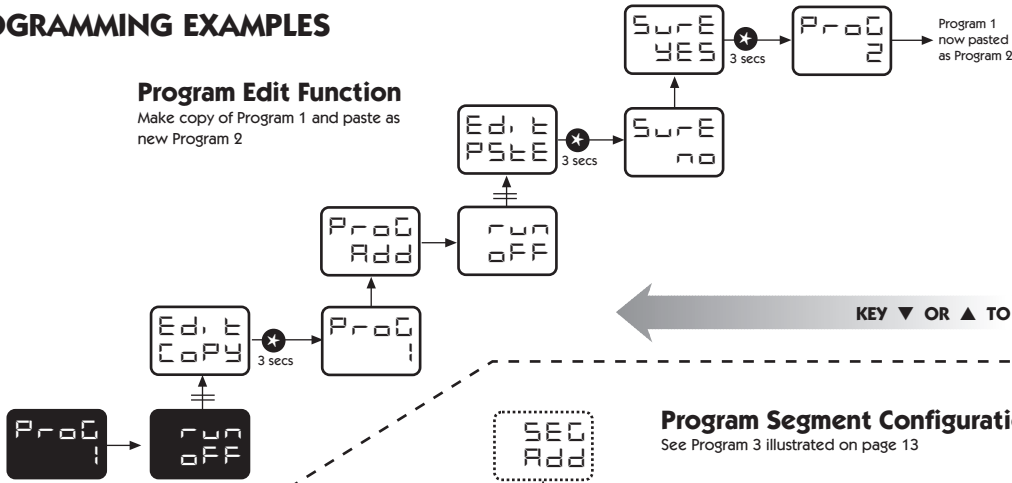 PROGRAMMING EXAMPLES
Program Edit Function
Make copy of Program 1 and paste as
new Program 2
SurE
YES
3 secs
ProG
2
Program 1
now pasted
as Program 2
Edit
PStE
3 secs
SurE
no
ProG
Add
run
oFF
Edit
CoPY
3 secs
ProG
1
KEY ▼ OR ▲ TO
ProG
1
run
oFF
SEG
Add
Program Segment
See Program 3 illustrated on page 13